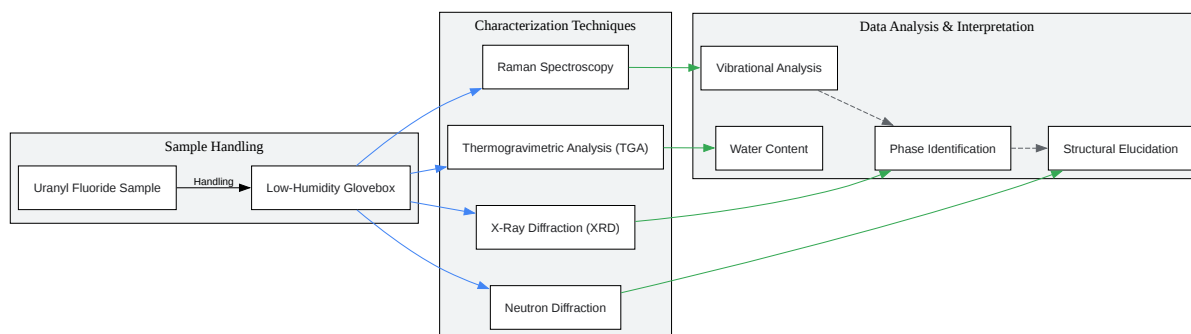 Sample Handling
Uranyl Fluoride Sample
Handling
Low-Humidity Glovebox
Characterization Techniques
Raman Spectroscopy
Thermogravimetric Analysis (TGA)
X-Ray Diffraction (XRD)
Neutron Diffraction
Data Analysis & Interpretation
Vibrational Analysis
Water Content
Phase Identification
Structural Elucidation